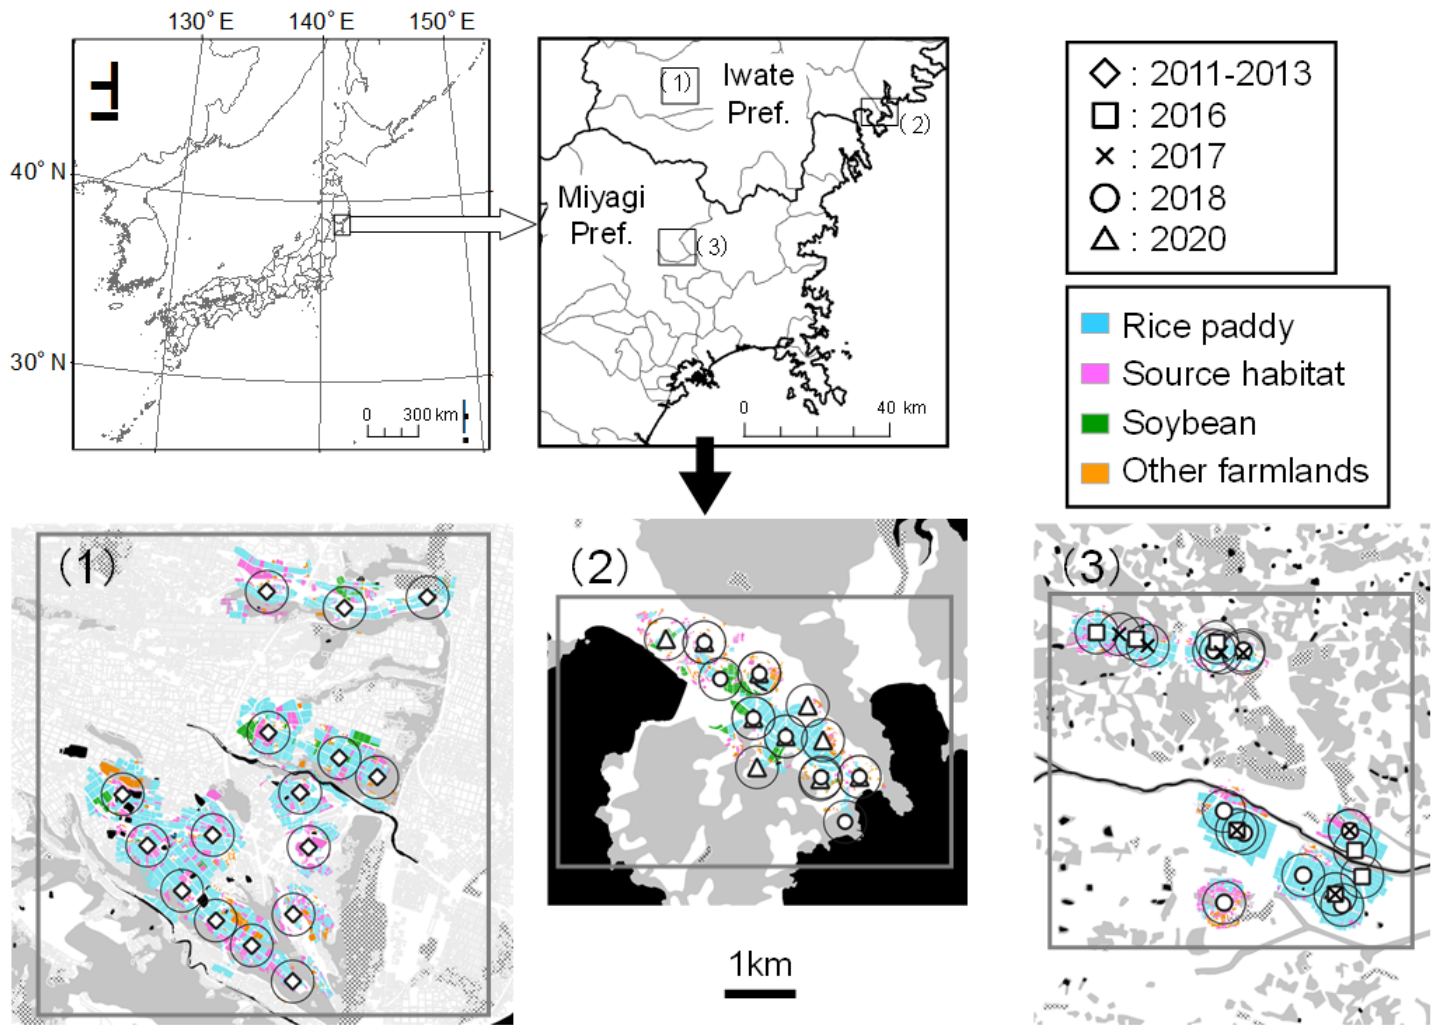 130°E 140°E 150°E
40°N
30°N
0 300 km
Iwate
Pref.
(1)
(2)
Miyagi
Pref.
(3)
0 40 km
: 2011-2013
: 2016
: 2017
: 2018
: 2020
Rice paddy
Source habitat
Soybean
Other farmlands
(1)
(2)
(3)
1km